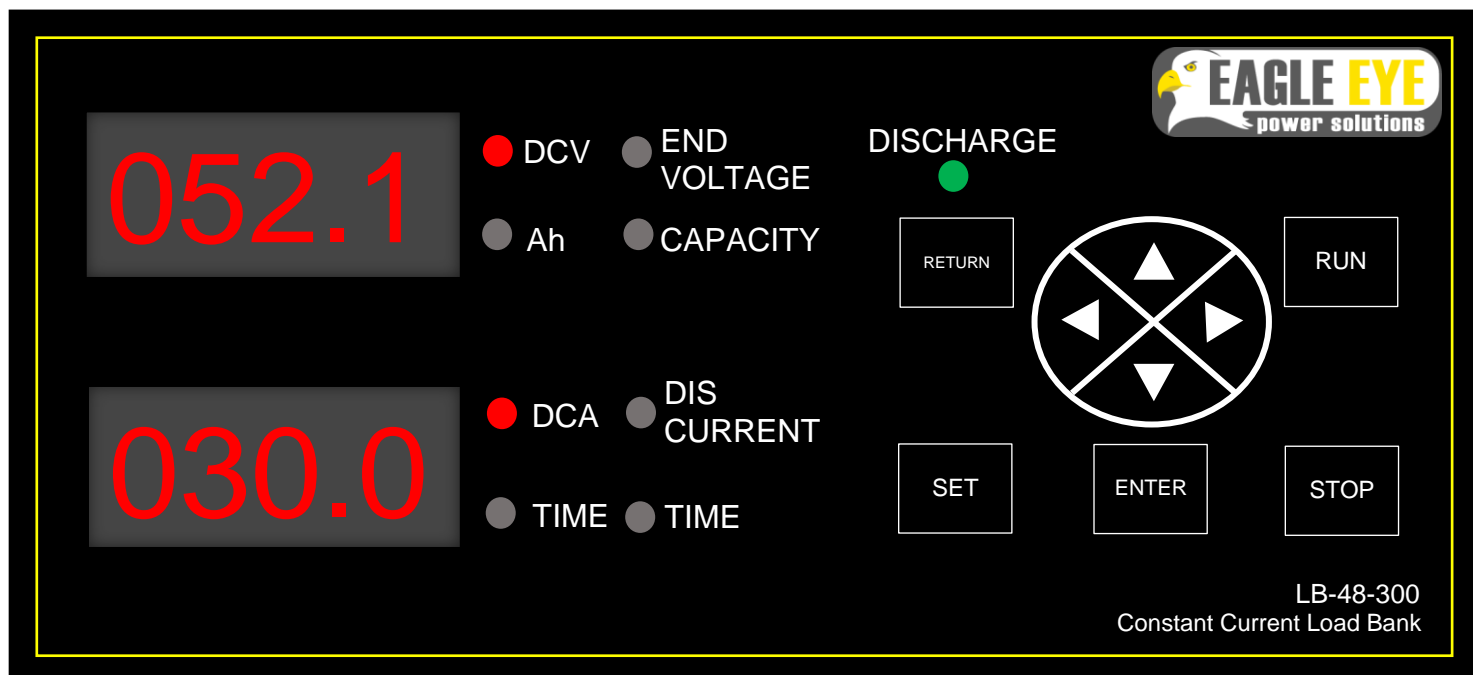 EAGLE EYE
power solutions
052.1
DCV
END
VOLTAGE
Ah
CAPACITY
DISCHARGE
RETURN
RUN
030.0
DCA
DIS
CURRENT
TIME
TIME
SET
ENTER
STOP
LB-48-300
Constant Current Load Bank